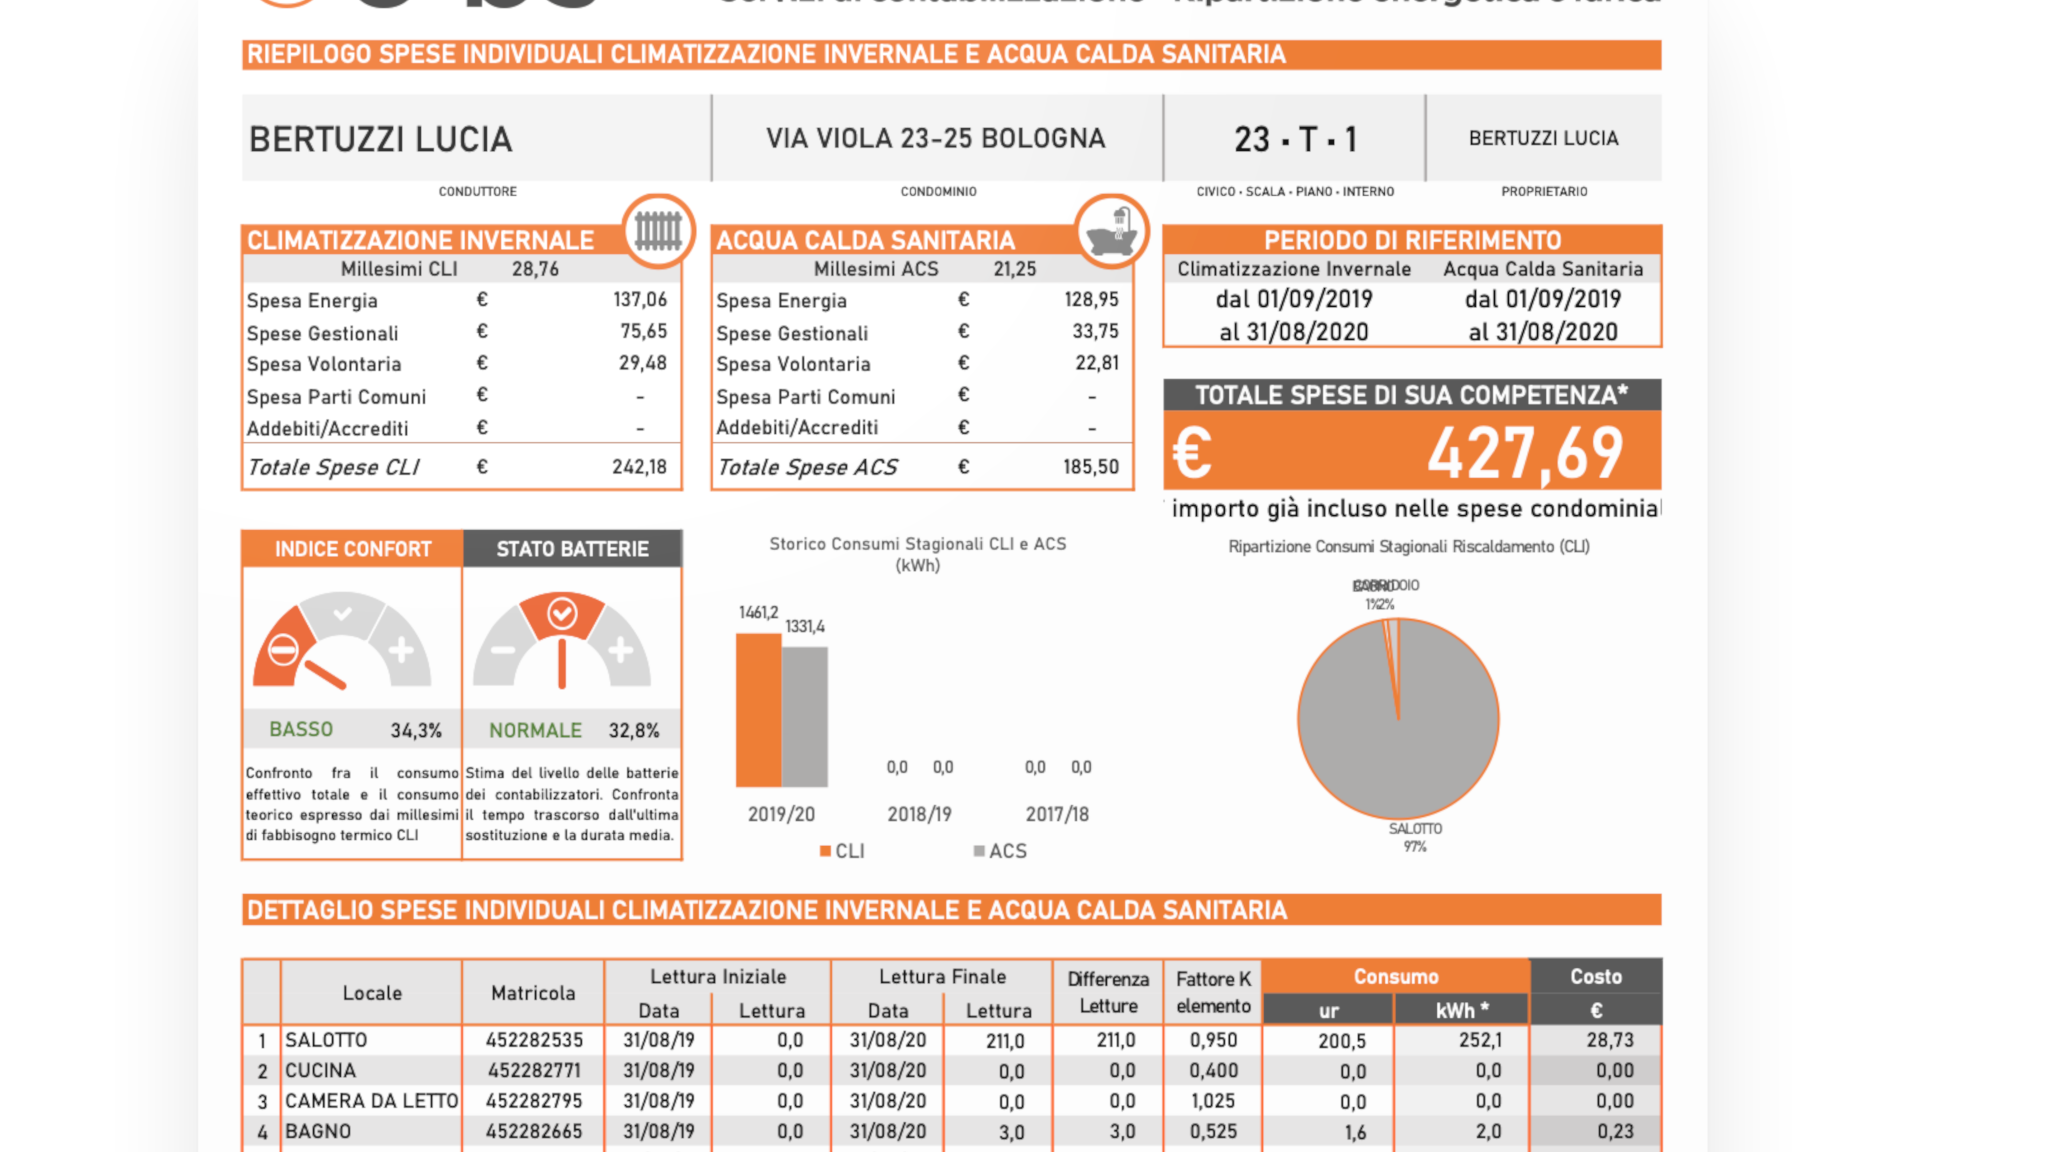 RIEPILOGO SPESE INDIVIDUALI CLIMATIZZAZIONE INVERNALE E ACQUA CALDA SANITARIA
BERTUZZI LUCIA
VIA VIOLA 23-25 BOLOGNA
23 · T · 1
BERTUZZI LUCIA
CONDUTTORE
CONDOMINIO
CIVICO · SCALA · PIANO · INTERNO
PROPRIETARIO
CLIMATIZZAZIONE INVERNALE
Millesimi CLI 28,76
Spesa Energia € 137,06
Spese Gestionali € 75,65
Spesa Volontaria € 29,48
Spesa Parti Comuni € -
Addebiti/Accrediti € -
Totale Spese CLI € 242,18
ACQUA CALDA SANITARIA
Millesimi ACS 21,25
Spesa Energia € 128,95
Spese Gestionali € 33,75
Spesa Volontaria € 22,81
Spesa Parti Comuni € -
Addebiti/Accrediti € -
Totale Spese ACS € 185,50
PERIODO DI RIFERIMENTO
Climatizzazione Invernale Acqua Calda Sanitaria
dal 01/09/2019 dal 01/09/2019
al 31/08/2020 al 31/08/2020
TOTALE SPESE DI SUA COMPETENZA*
€ 427,69
importo già incluso nelle spese condominial
INDICE CONFORT
BASSO 34,3%
Confronto fra il consumo
effettivo totale e il consumo
teorico espresso dai millesimi
di fabbisogno termico CLI
STATO BATTERIE
NORMALE 32,8%
Stima del livello delle batterie
dei contabilizzatori. Confronta
il tempo trascorso dall'ultima
sostituzione e la durata media.
Storico Consumi Stagionali CLI e ACS
(kWh)
1461,2
1331,4
0,0 0,0 0,0 0,0
2019/20 2018/19 2017/18
CLI ACS
Ripartizione Consumi Stagionali Riscaldamento (CLI)
CORRIDOIO
1% 2%
SALOTTO
97%
DETTAGLIO SPESE INDIVIDUALI CLIMATIZZAZIONE INVERNALE E ACQUA CALDA SANITARIA
Locale Matricola Lettura Iniziale Lettura Finale Differenza Letture Fattore K elemento Consumo Costo
Data Lettura Data Lettura ur kWh * €
1 SALOTTO 452282535 31/08/19 0,0 31/08/20 211,0 211,0 0,950 200,5 252,1 28,73
2 CUCINA 452282771 31/08/19 0,0 31/08/20 0,0 0,0 0,400 0,0 0,0 0,00
3 CAMERA DA LETTO 452282795 31/08/19 0,0 31/08/20 0,0 0,0 1,025 0,0 0,0 0,00
4 BAGNO 452282665 31/08/19 0,0 31/08/20 3,0 3,0 0,525 1,6 2,0 0,23